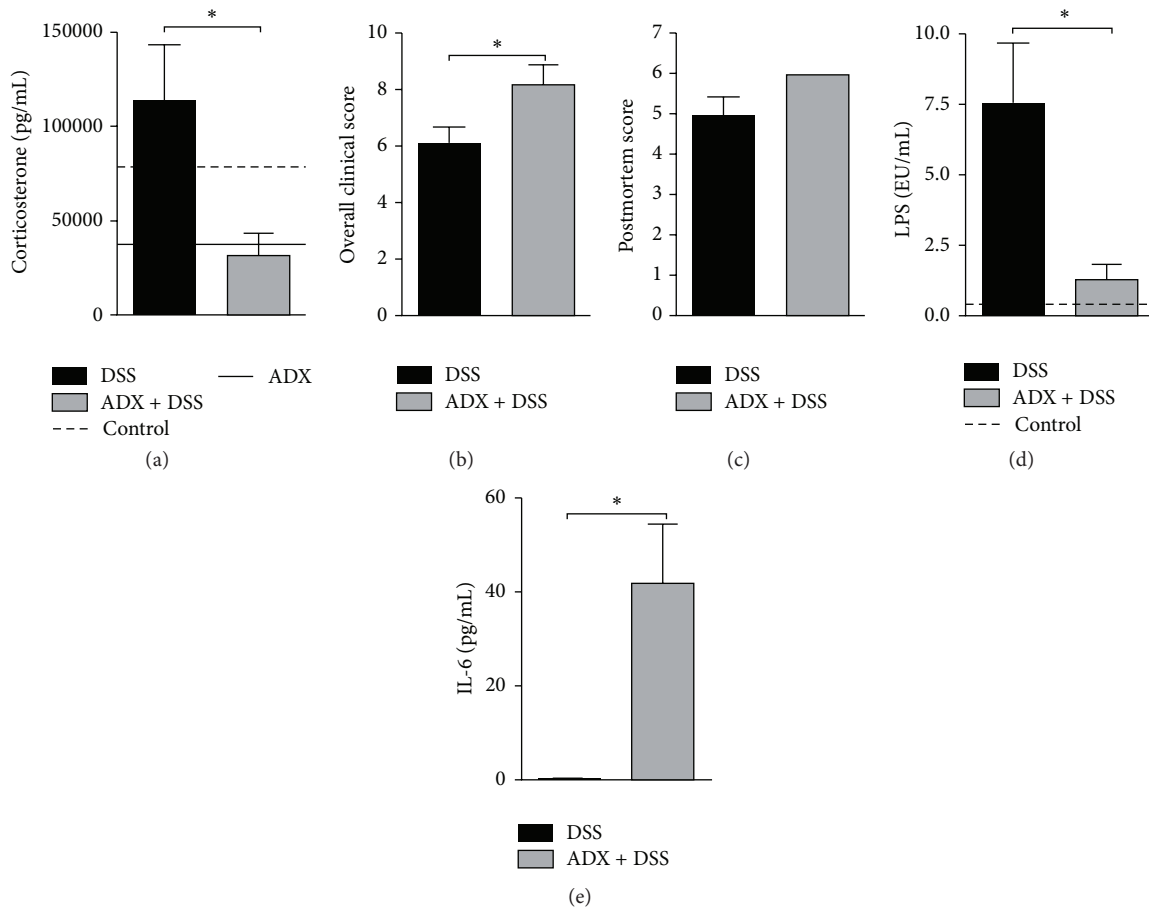 Corticosterone (pg/mL)
150000
100000
50000
0
*
DSS
ADX
ADX + DSS
Control
(a)
Overall clinical score
10
8
6
4
2
0
*
DSS
ADX + DSS
(b)
Postmortem score
7
6
5
4
3
2
1
0
DSS
ADX + DSS
(c)
LPS (EU/mL)
10.0
7.5
5.0
2.5
0.0
*
DSS
ADX + DSS
Control
(d)
IL-6 (pg/mL)
60
40
20
0
*
DSS
ADX + DSS
(e)